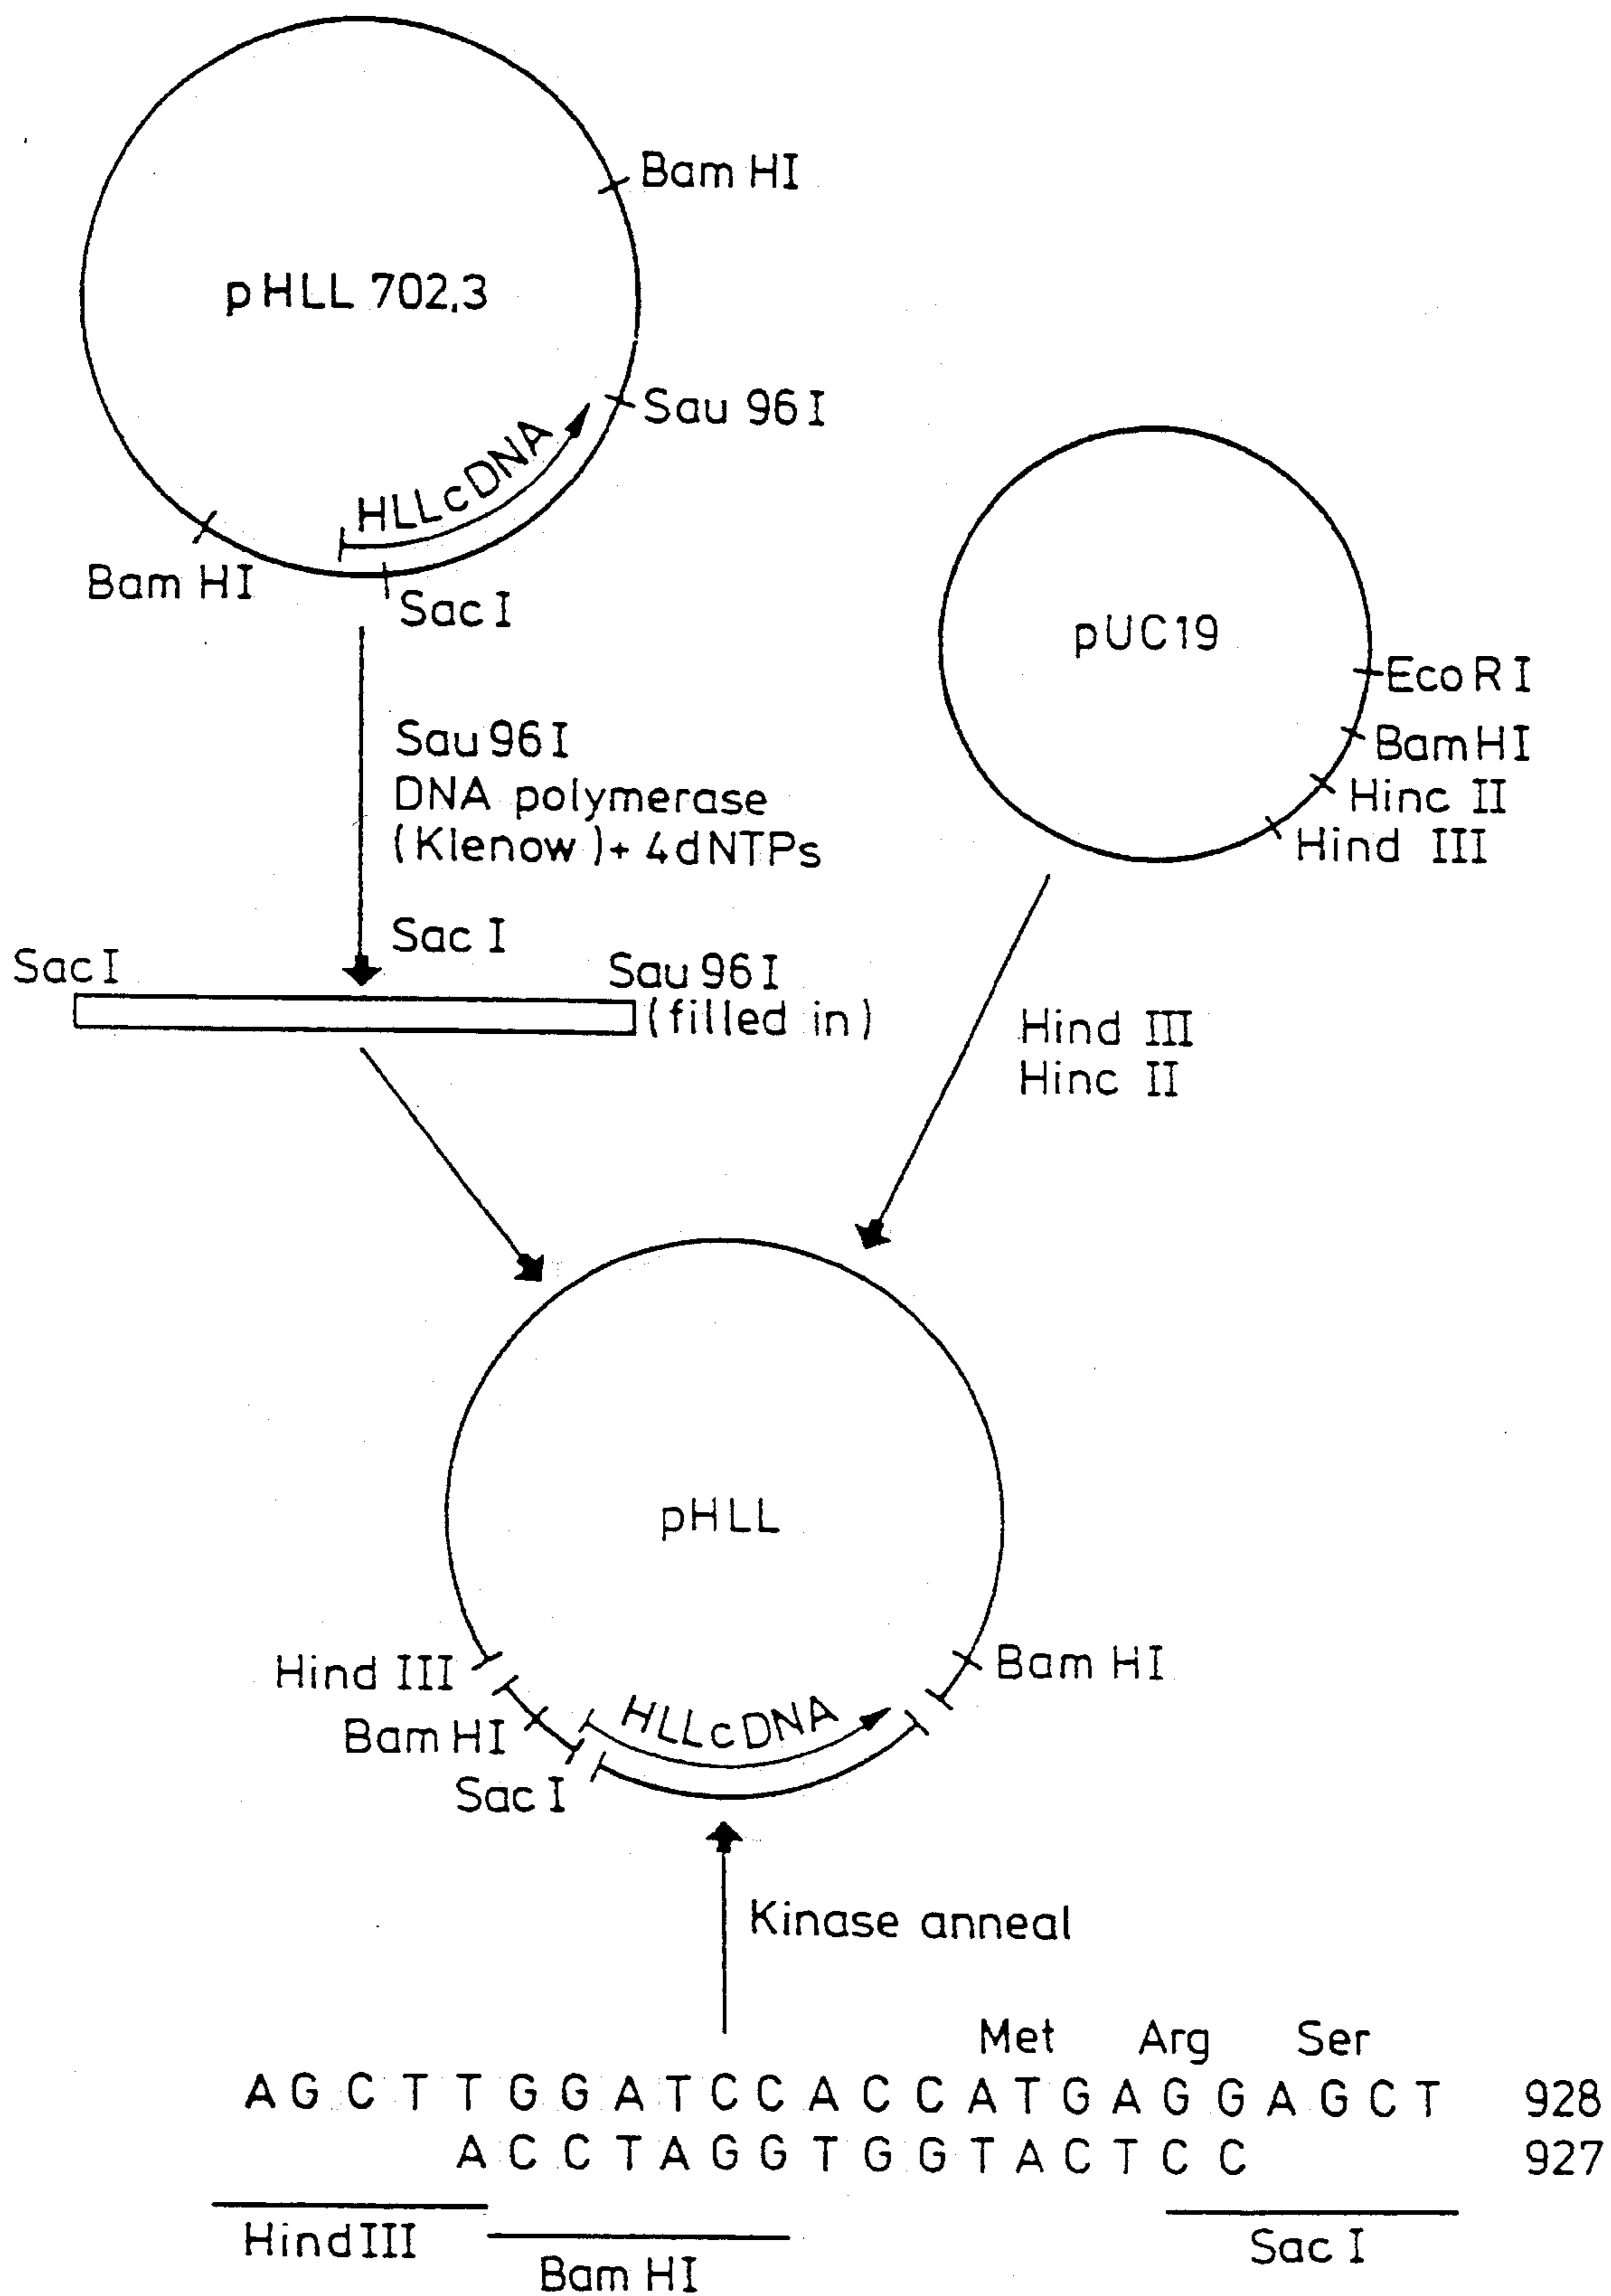 Bam HI
pHLL 702.3
Sau 96 I
HLLcDNA
Bam HI
Sac I
pUC19
EcoR I
Bam HI
Hinc II
Hind III
Sau 96 I
DNA polymerase
(Klenow)+ 4dNTPs
Sac I
Sac I
Sau 96 I
(filled in)
Hind III
Hinc II
pHLL
Hind III
Bam HI
Sac I
HLLcDNA
Bam HI
Kinase anneal
Met Arg Ser
A G C T T G G A T C C A C C A T G A G G A G C T 928
A C C T A G G T G G T A C T C C 927
Hind III
Bam HI
Sac I